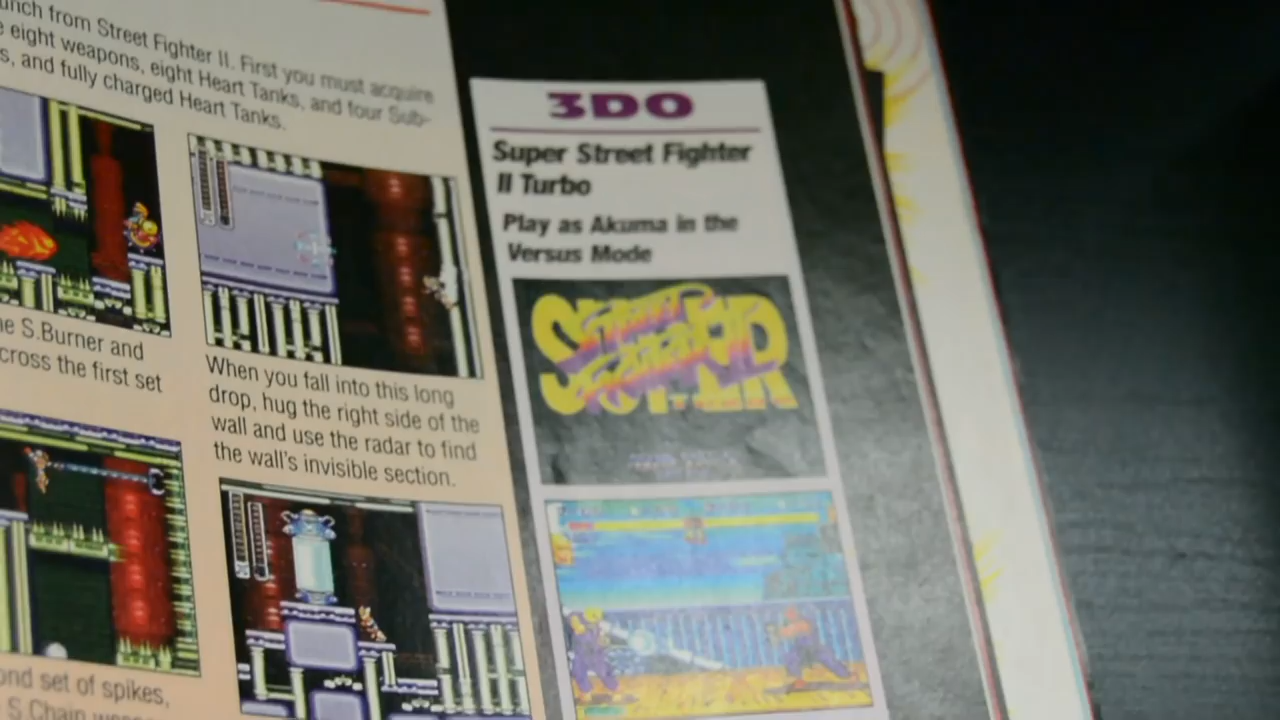 unch from Street Fighter II. First you must acquire
eight weapons, eight Heart Tanks, and four Sub-
s, and fully charged Heart Tanks.
he S.Burner and
cross the first set
When you fall into this long
drop, hug the right side of the
wall and use the radar to find
the wall's invisible section.
ond set of spikes,
S.Chain
3DO
Super Street Fighter
II Turbo
Play as Akuma in the
Versus Mode
SUPER